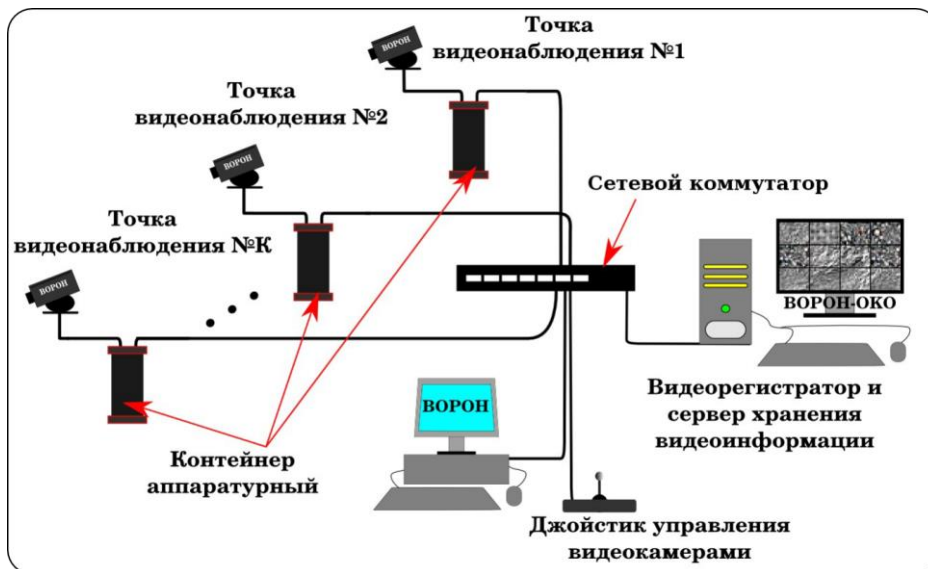 Точка
видеонаблюдения №1
ВОРОН
Точка
видеонаблюдения №2
ВОРОН
Точка
видеонаблюдения №К
ВОРОН
Сетевой коммутатор
ВОРОН-ОКО
Видеорегистратор и
сервер хранения
видеоинформации
ВОРОН
Контейнер
аппаратурный
Джойстик управления
видеокамерами